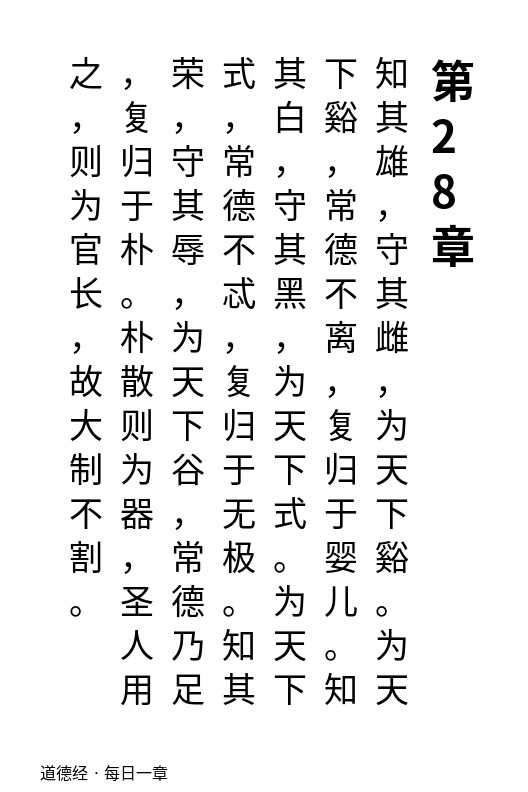 第28章
知其雄，守其雌，为天下谿。为天
下谿，常德不离，复归于婴儿。知
其白，守其黑，为天下式。为天下
式，常德不忒，复归于无极。知其
荣，守其辱，为天下谷，常德乃足
，复归于朴。朴散则为器，圣人用
之，则为官长，故大制不割。
道德经 · 每日一章